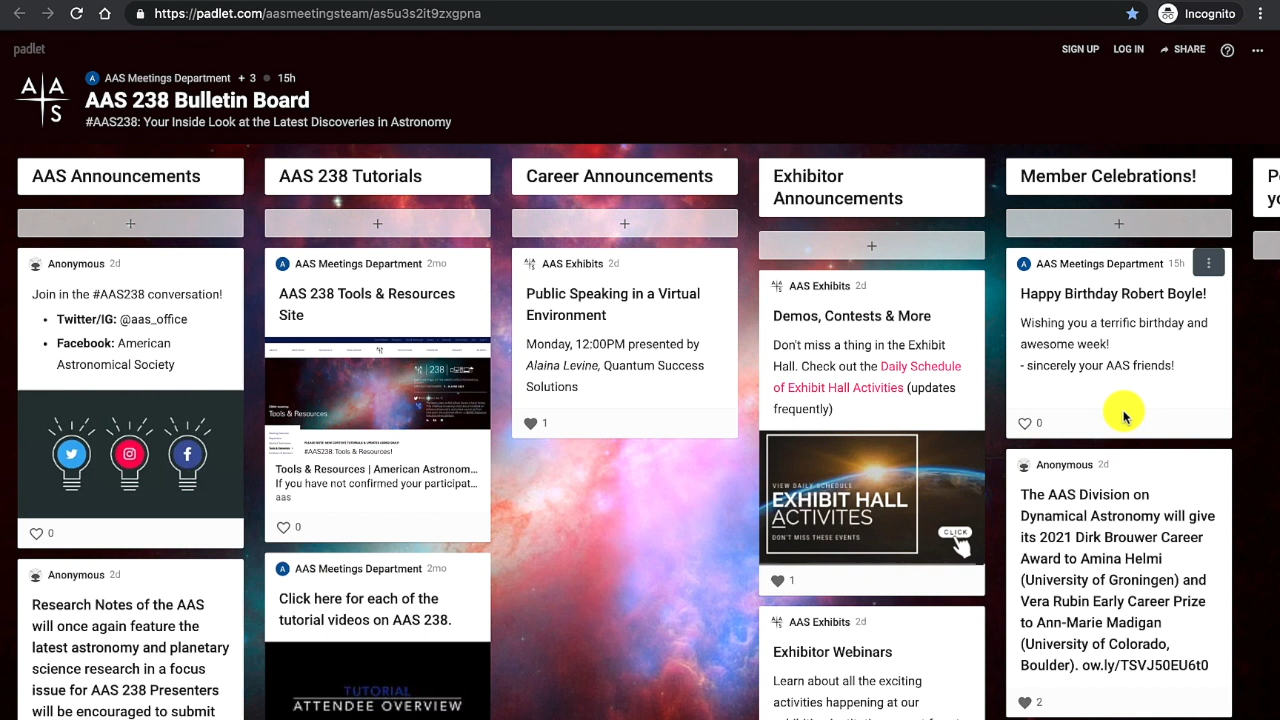 https://padlet.com/aasmeetingsteam/as5u3s2it9zxgpna
Incognito
padlet
SIGN UP
LOG IN
SHARE
A A S
AAS Meetings Department + 3 15h
AAS 238 Bulletin Board
#AAS238: Your Inside Look at the Latest Discoveries in Astronomy
AAS Announcements
Anonymous 2d
Join in the #AAS238 conversation!
• Twitter/IG: @aas_office
• Facebook: American
Astronomical Society
0
Anonymous 2d
Research Notes of the AAS
will once again feature the
latest astronomy and planetary
science research in a focus
issue for AAS 238 Presenters
will be encouraged to submit
AAS 238 Tutorials
AAS Meetings Department 2mo
AAS 238 Tools & Resources
Site
238
Tools & Resources
#AAS238: Tools & Resources!
Tools & Resources | American Astronom...
If you have not confirmed your participat...
aas
0
AAS Meetings Department 2mo
Click here for each of the
tutorial videos on AAS 238.
TUTORIAL
ATTENDEE OVERVIEW
Career Announcements
AAS Exhibits 2d
Public Speaking in a Virtual
Environment
Monday, 12:00PM presented by
Alaina Levine, Quantum Success
Solutions
1
Exhibitor
Announcements
AAS Exhibits 2d
Demos, Contests & More
Don't miss a thing in the Exhibit
Hall. Check out the Daily Schedule
of Exhibit Hall Activities (updates
frequently)
VIEW DAILY SCHEDULE
EXHIBIT HALL
ACTIVITES
DON'T MISS THESE EVENTS
CLICK
1
AAS Exhibits 2d
Exhibitor Webinars
Learn about all the exciting
activities happening at our
Member Celebrations!
AAS Meetings Department 15h
Happy Birthday Robert Boyle!
Wishing you a terrific birthday and
awesome week!
- sincerely your AAS friends!
0
Anonymous 2d
The AAS Division on
Dynamical Astronomy will give
its 2021 Dirk Brouwer Career
Award to Amina Helmi
(University of Groningen) and
Vera Rubin Early Career Prize
to Ann-Marie Madigan
(University of Colorado,
Boulder). ow.ly/TSVJ50EU6t0
2